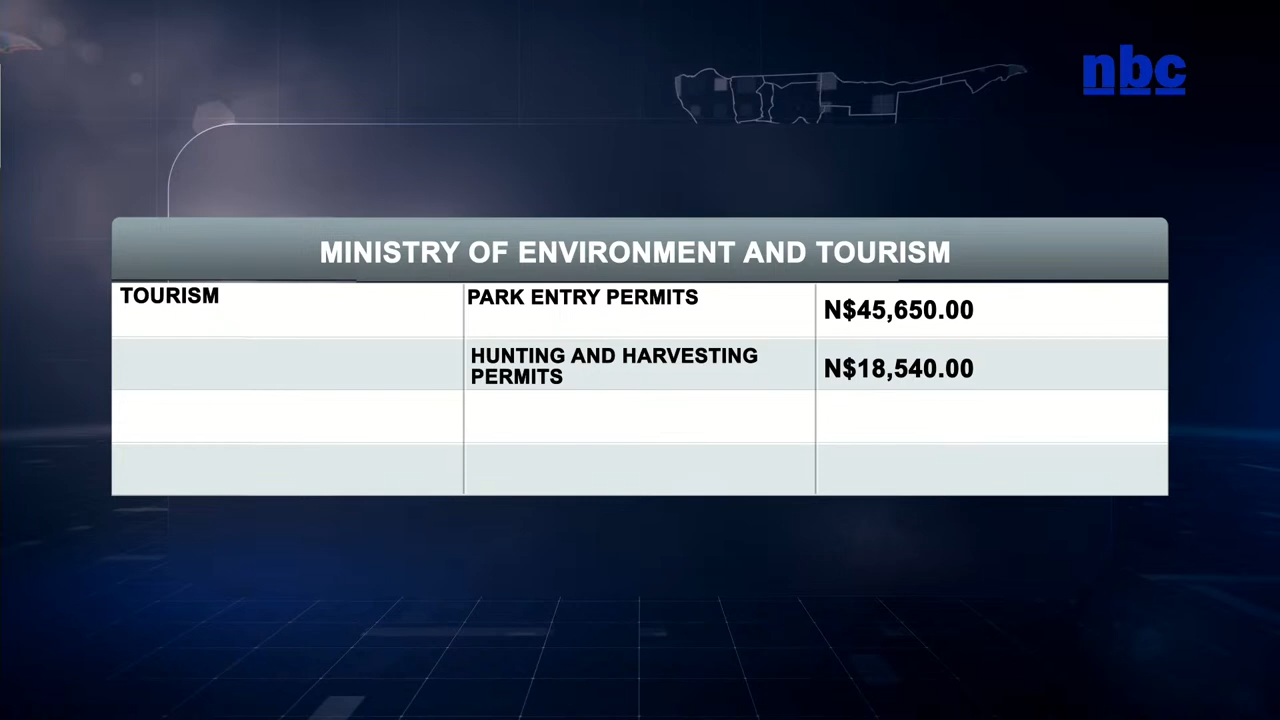 nbc
MINISTRY OF ENVIRONMENT AND TOURISM
TOURISM
PARK ENTRY PERMITS
N$45,650.00
HUNTING AND HARVESTING
PERMITS
N$18,540.00